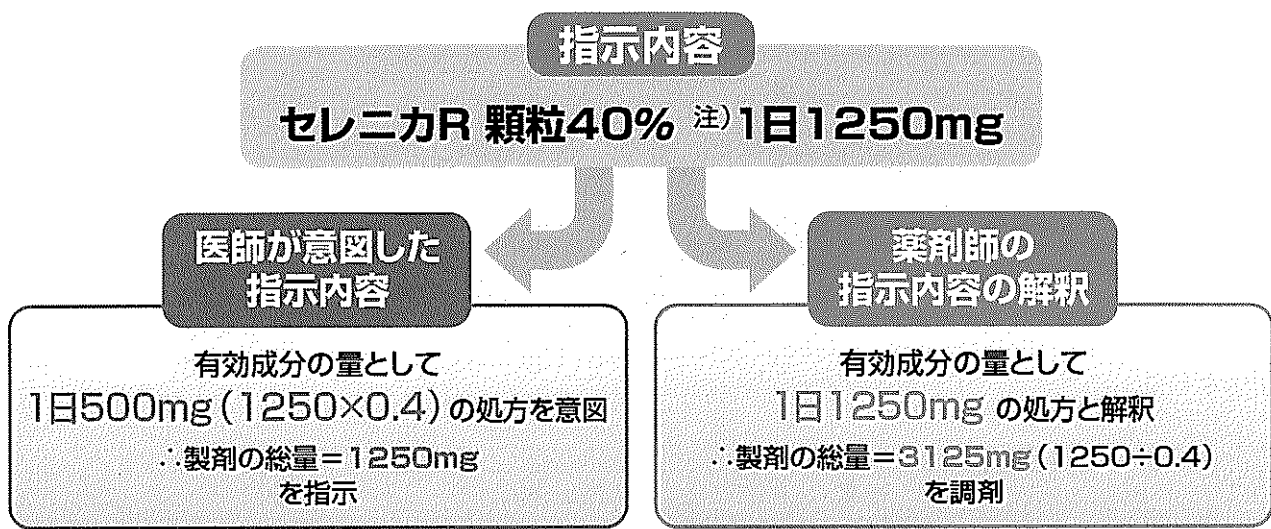 指示内容
セレニカR 顆粒40% 注)1日1250mg
医師が意図した
指示内容
有効成分の量として
1日500mg(1250×0.4)の処方を意図
∴製剤の総量=1250mg
を指示
薬剤師の
指示内容の解釈
有効成分の量として
1日1250mg の処方と解釈
∴製剤の総量=3125mg(1250÷0.4)
を調剤